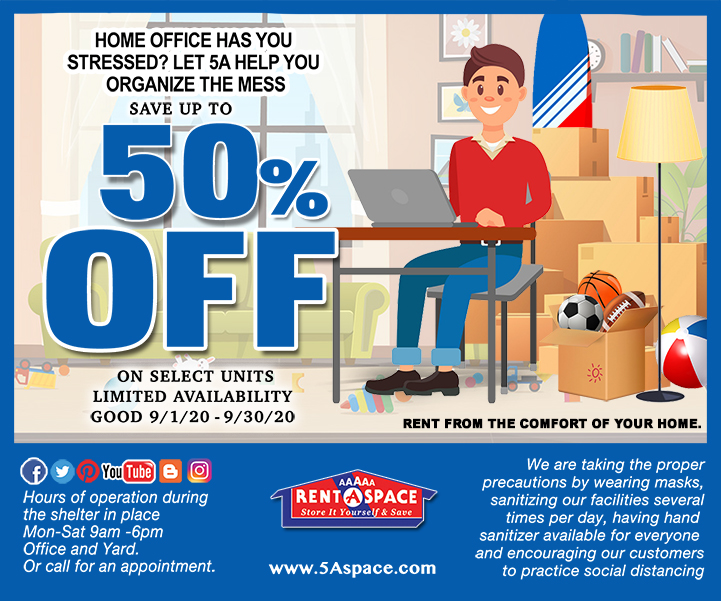 HOME OFFICE HAS YOU
STRESSED? LET 5A HELP YOU
ORGANIZE THE MESS
SAVE UP TO
50%
OFF
ON SELECT UNITS
LIMITED AVAILABILITY
GOOD 9/1/20 - 9/30/20
RENT FROM THE COMFORT OF YOUR HOME.
You Tube
Hours of operation during
the shelter in place
Mon-Sat 9am -6pm
Office and Yard.
Or call for an appointment.
AAAAA
RENT A SPACE
Store It Yourself & Save
www.5Aspace.com
We are taking the proper
precautions by wearing masks,
sanitizing our facilities several
times per day, having hand
sanitizer available for everyone
and encouraging our customers
to practice social distancing